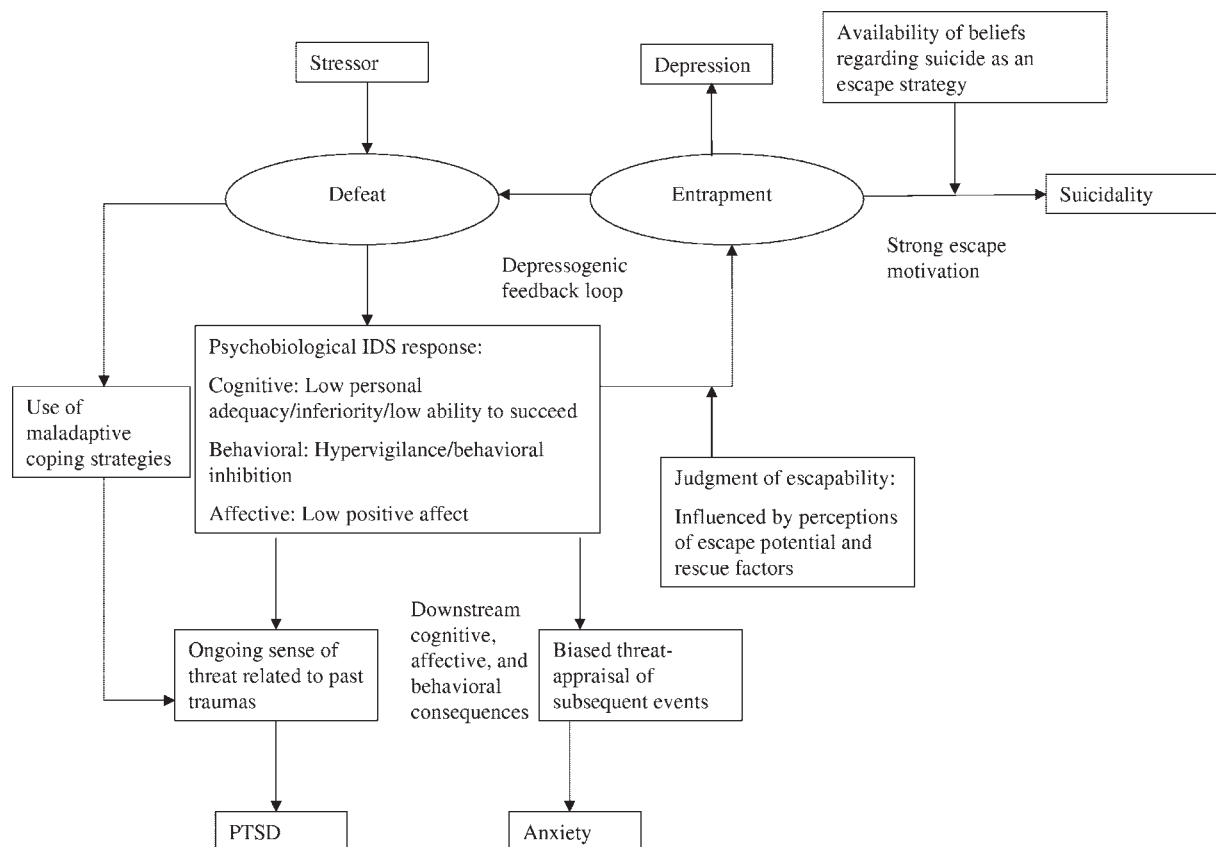 Stressor
Depression
Availability of beliefs
regarding suicide as an
escape strategy
Defeat
Entrapment
Suicidality
Strong escape
motivation
Depressogenic
feedback loop
Psychobiological IDS response:
Cognitive: Low personal
adequacy/inferiority/low ability to succeed
Behavioral: Hypervigilance/behavioral
inhibition
Affective: Low positive affect
Use of
maladaptive
coping strategies
Judgment of escapability:
Influenced by perceptions
of escape potential and
rescue factors
Ongoing sense of
threat related to past
traumas
Downstream
cognitive,
affective, and
behavioral
consequences
Biased threat-
appraisal of
subsequent events
PTSD
Anxiety